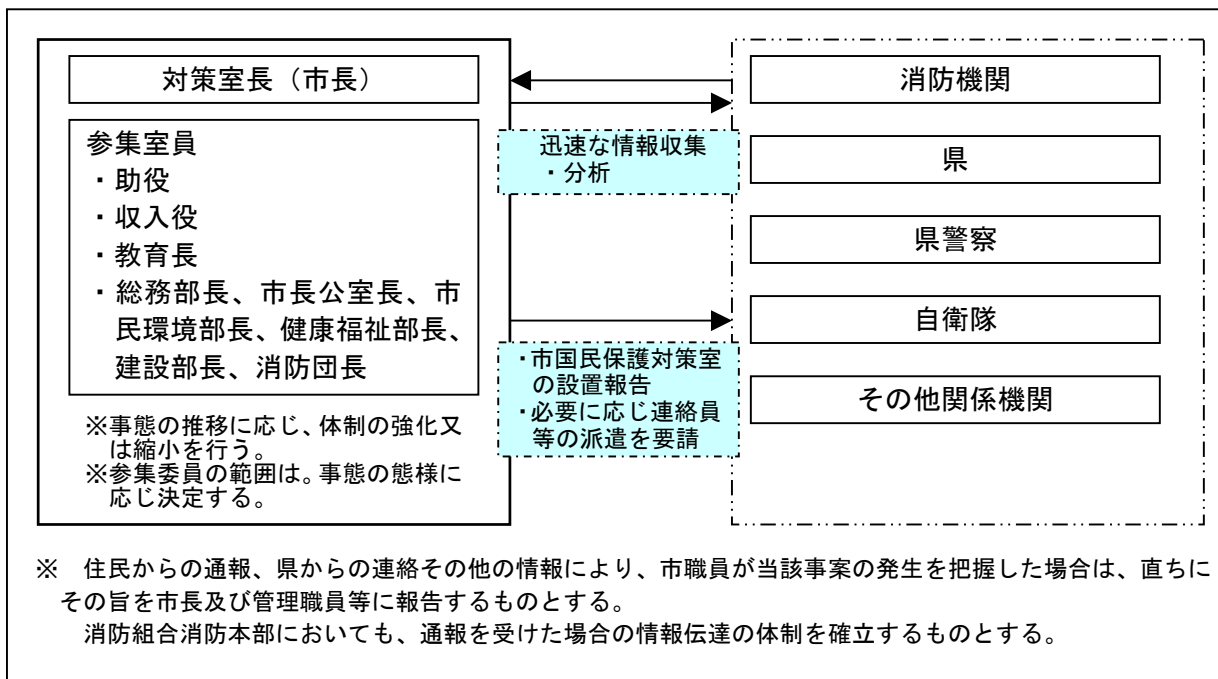 対策室長（市長）
参集室員
・助役
・収入役
・教育長
・総務部長、市長公室長、市
民環境部長、健康福祉部長、
建設部長、消防団長
※事態の推移に応じ、体制の強化又
は縮小を行う。
※参集委員の範囲は。事態の態様に
応じ決定する。
迅速な情報収集
・分析
・市国民保護対策室
の設置報告
・必要に応じ連絡員
等の派遣を要請
消防機関
県
県警察
自衛隊
その他関係機関
※　住民からの通報、県からの連絡その他の情報により、市職員が当該事案の発生を把握した場合は、直ちに
その旨を市長及び管理職員等に報告するものとする。
消防組合消防本部においても、通報を受けた場合の情報伝達の体制を確立するものとする。